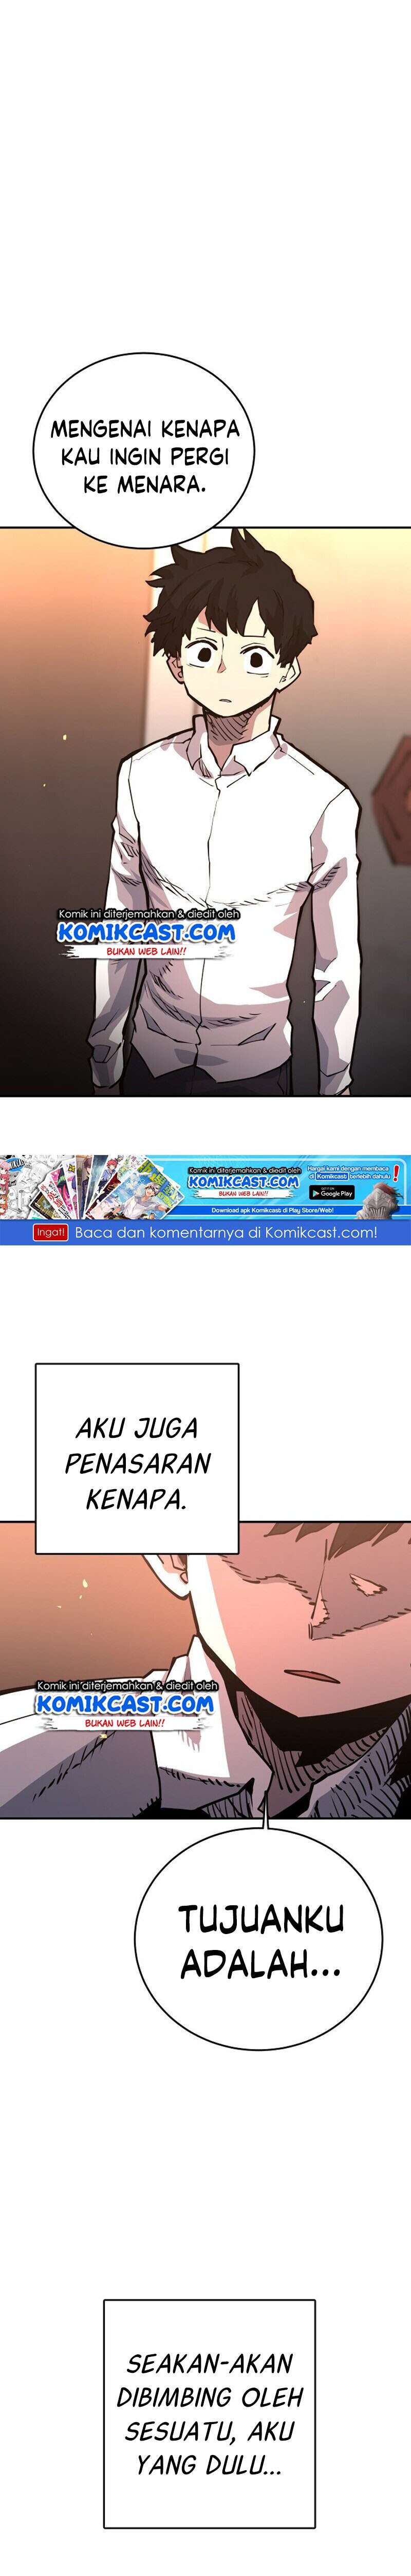 MENGENAI KENAPA
KAU INGIN PERGI
KE MENARA.
Komik ini diterjemahkan & diedit oleh
KOMIKCAST.COM
BUKAN WEB LAIN!!
Komik ini diterjemahkan & diedit oleh
KOMIKCAST.COM
BUKAN WEB LAIN!!
Hargai kami dengan membaca
di Komikcast terlebih dahulu !
GET IT ON
Google Play
Download apk Komikcast di Play Store/Web!
Ingat! Baca dan komentarnya di Komikcast.com!
AKU JUGA
PENASARAN
KENAPA.
Komik ini diterjemahkan & diedit oleh
KOMIKCAST.COM
BUKAN WEB LAIN!!
TUJUANKU
ADALAH...
SEAKAN-AKAN
DIBIMBING OLEH
SESUATU, AKU
YANG DULU...